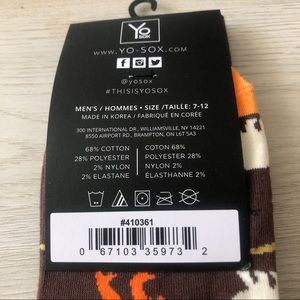 Yo
SOX
WWW.YO-SOX.COM
@yosox
#THISISYOSOX
MEN'S / HOMMES • SIZE /TAILLE: 7-12
MADE IN KOREA / FABRIQUÉ EN CORÉE
300 INTERNATIONAL DR., WILLIAMSVILLE, NY 14221
8550 AIRPORT RD., BRAMPTON, ON L6T 5A3
68% COTTON
28% POLYESTER
2% NYLON
2% ELASTANE
COTON 68%
POLYESTER 28%
NYLON 2%
ÉLASTHANNE 2%
#410361
0 67103 35973 2